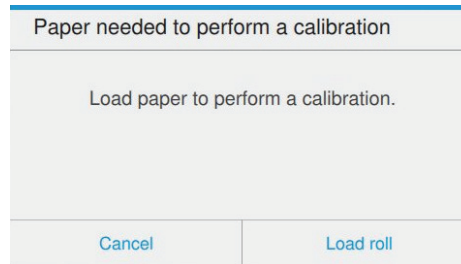 Paper needed to perform a calibration
Load paper to perform a calibration.
Cancel
Load roll